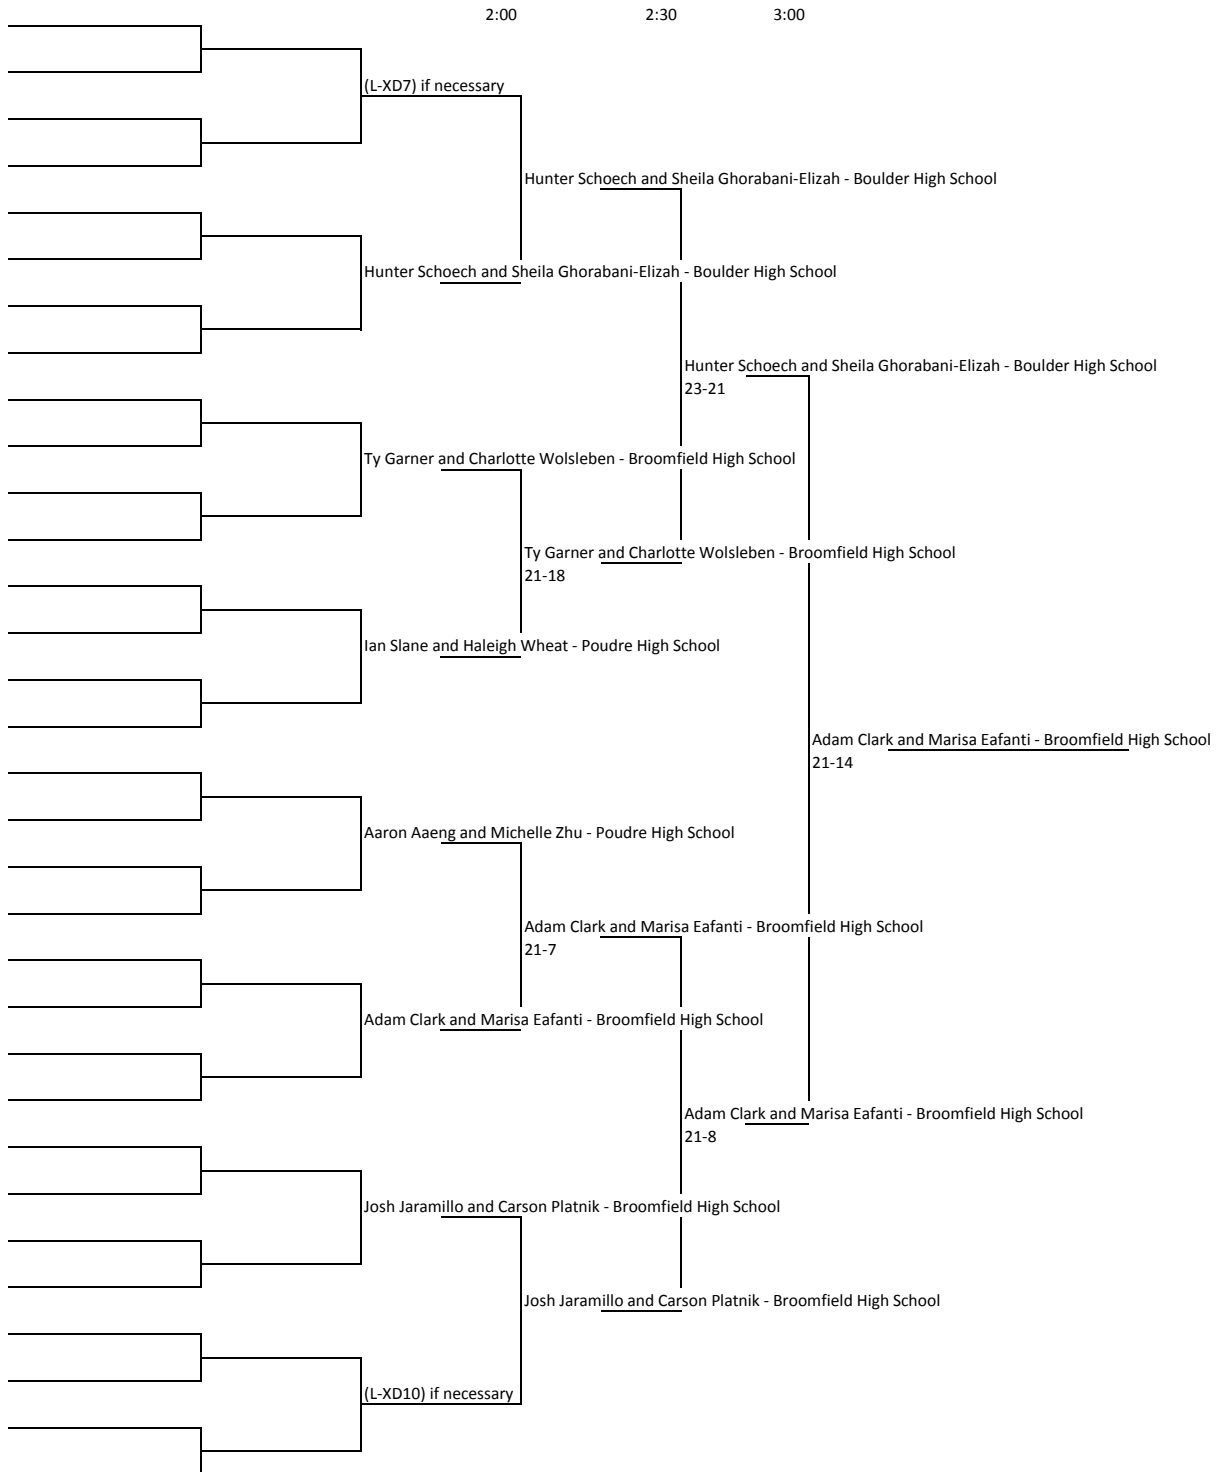 2:00 2:30 3:00
(L-XD7) if necessary
Hunter Schoech and Sheila Ghorabani-Elizah - Boulder High School
Hunter Schoech and Sheila Ghorabani-Elizah - Boulder High School
Hunter Schoech and Sheila Ghorabani-Elizah - Boulder High School
23-21
Ty Garner and Charlotte Wolsleben - Broomfield High School
Ty Garner and Charlotte Wolsleben - Broomfield High School
21-18
Ian Slane and Haleigh Wheat - Poudre High School
Adam Clark and Marisa Eafanti - Broomfield High School
21-14
Aaron Aaeng and Michelle Zhu - Poudre High School
Adam Clark and Marisa Eafanti - Broomfield High School
21-7
Adam Clark and Marisa Eafanti - Broomfield High School
Adam Clark and Marisa Eafanti - Broomfield High School
21-8
Josh Jaramillo and Carson Platnik - Broomfield High School
Josh Jaramillo and Carson Platnik - Broomfield High School
(L-XD10) if necessary